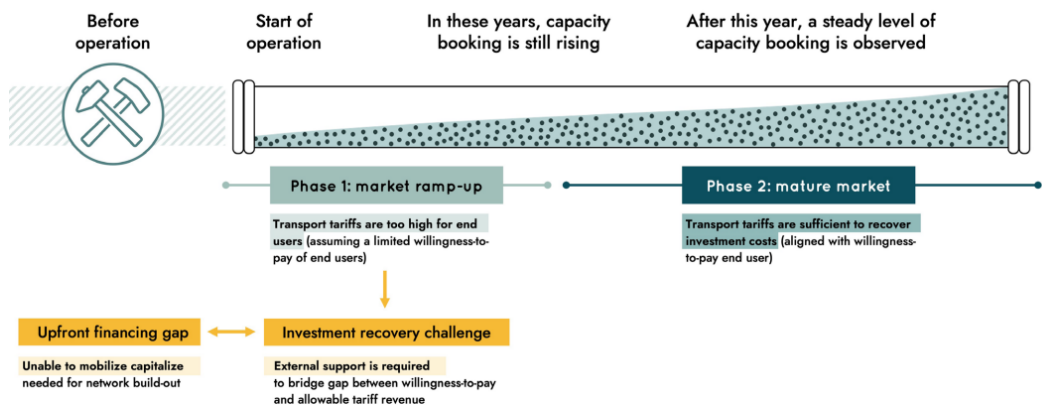 Before
operation
Start of
operation
In these years, capacity
booking is still rising
After this year, a steady level of
capacity booking is observed
Phase 1: market ramp-up
Phase 2: mature market
Transport tariffs are too high for end
users (assuming a limited willingness-to-
pay of end users)
Transport tariffs are sufficient to recover
investment costs (aligned with willingness-
to-pay end user)
Upfront financing gap
Investment recovery challenge
Unable to mobilize capitalize
needed for network build-out
External support is required
to bridge gap between willingness-to-pay
and allowable tariff revenue